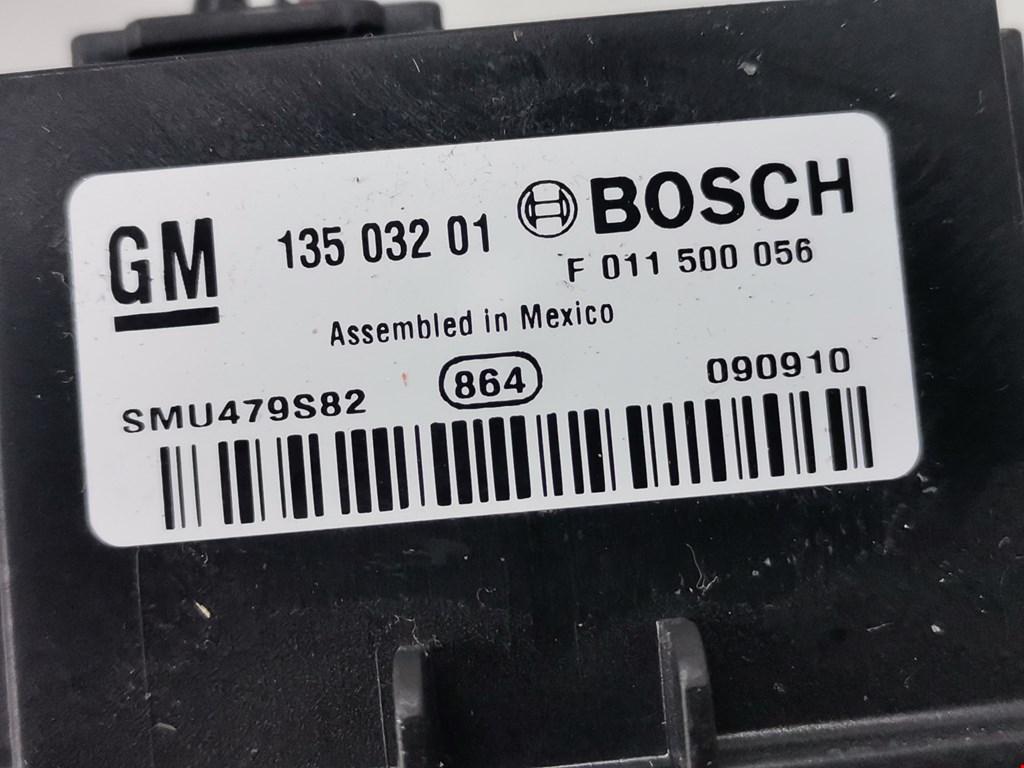 GM 135 032 01 BOSCH
F 011 500 056
Assembled in Mexico
SMU479S82 864 090910